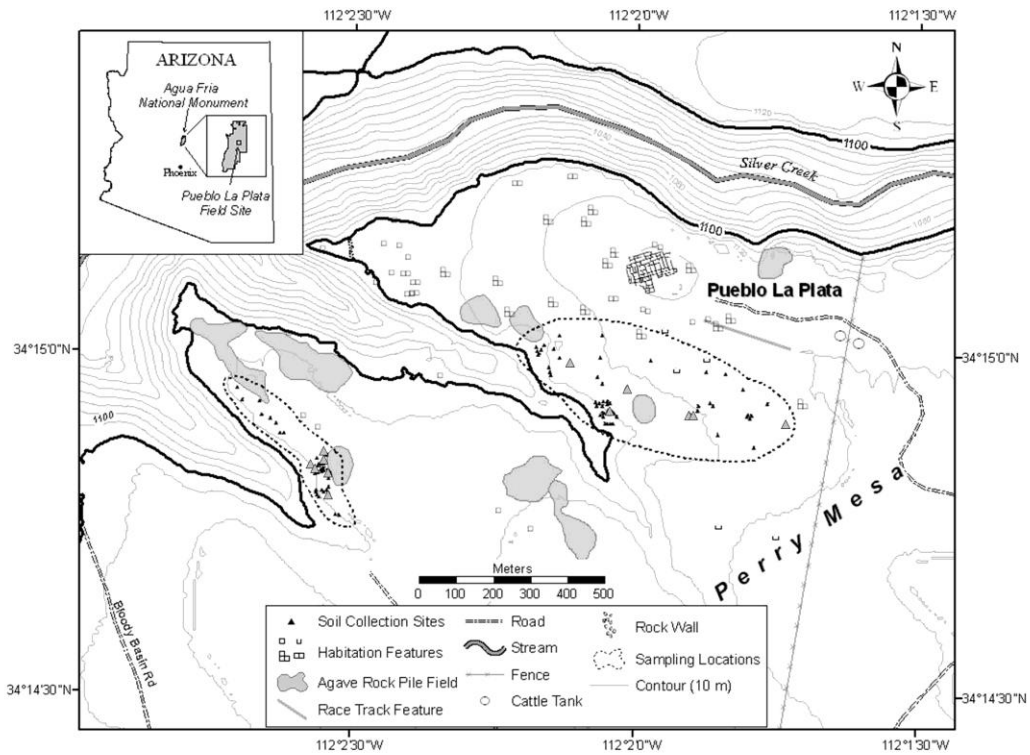 112°2'30"W
112°2'0"W
112°1'30"W
ARIZONA
Agua Fria
National Monument
Phoenix
Pueblo La Plata
Field Site
N
W
E
S
1120
1100
1040
Silver Creek
1100
1100
Pueblo La Plata
34°15'0"N
34°15'0"N
1100
Perry Mesa
Bloody Basin Rd
Meters
0 100 200 300 400 500
Soil Collection Sites
Habitation Features
Agave Rock Pile Field
Race Track Feature
Road
Stream
Fence
Cattle Tank
Rock Wall
Sampling Locations
Contour (10 m)
34°14'30"N
34°14'30"N
112°2'30"W
112°2'0"W
112°1'30"W